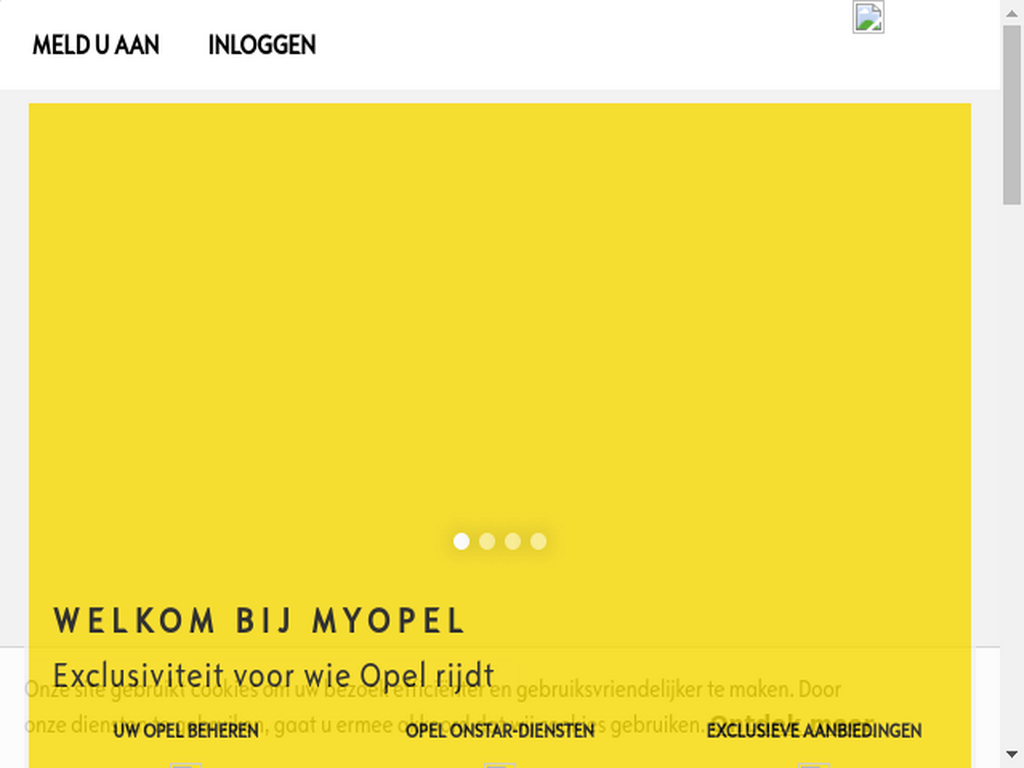 MELD U AAN
INLOGGEN
WELKOM BIJ MYOPEL
Exclusiviteit voor wie Opel rijdt
Onze site gebruikt cookies om uw bezoek efficiënter en gebruiksvriendelijker te maken. Door
onze diensten te gebruiken, gaat u ermee akkoord dat wij cookies gebruiken. Ontdek meer
UW OPEL BEHEREN
OPEL ONSTAR-DIENSTEN
EXCLUSIEVE AANBIEDINGEN